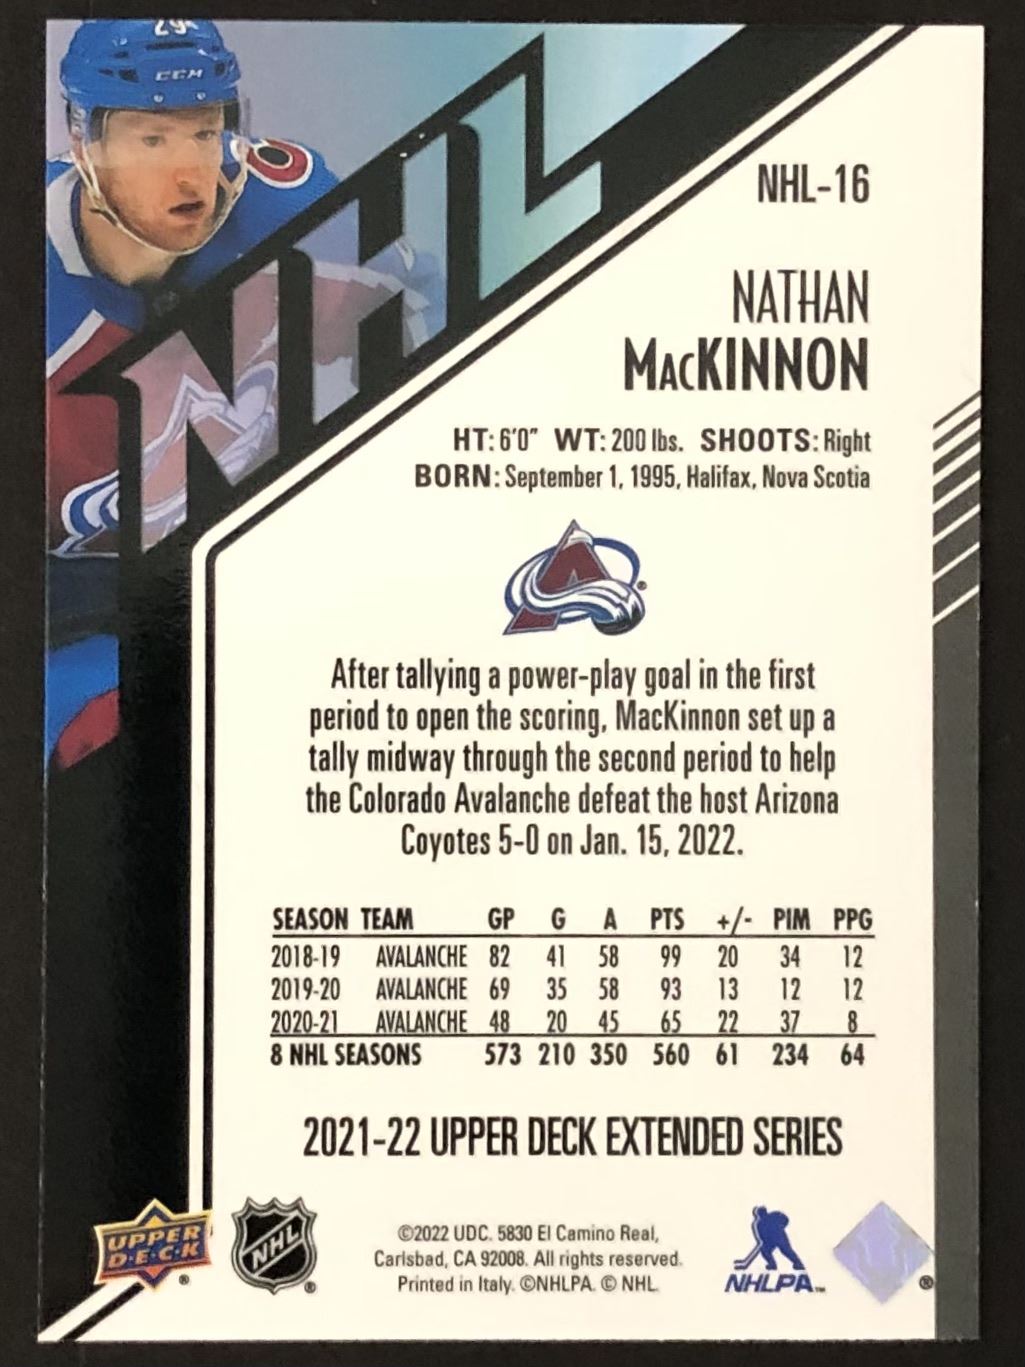 29
CCM
NHL
NHL-16
NATHAN
MacKINNON
HT: 6'0" WT: 200 lbs. SHOOTS: Right
BORN: September 1, 1995, Halifax, Nova Scotia
After tallying a power-play goal in the first
period to open the scoring, MacKinnon set up a
tally midway through the second period to help
the Colorado Avalanche defeat the host Arizona
Coyotes 5-0 on Jan. 15, 2022.
SEASON TEAM GP G A PTS +/- PIM PPG
2018-19 AVALANCHE 82 41 58 99 20 34 12
2019-20 AVALANCHE 69 35 58 93 13 12 12
2020-21 AVALANCHE 48 20 45 65 22 37 8
8 NHL SEASONS 573 210 350 560 61 234 64
2021-22 UPPER DECK EXTENDED SERIES
UPPER
D·E·C·K®
NHL®
©2022 UDC. 5830 El Camino Real,
Carlsbad, CA 92008. All rights reserved.
Printed in Italy. ©NHLPA. © NHL.
NHLPA™
®